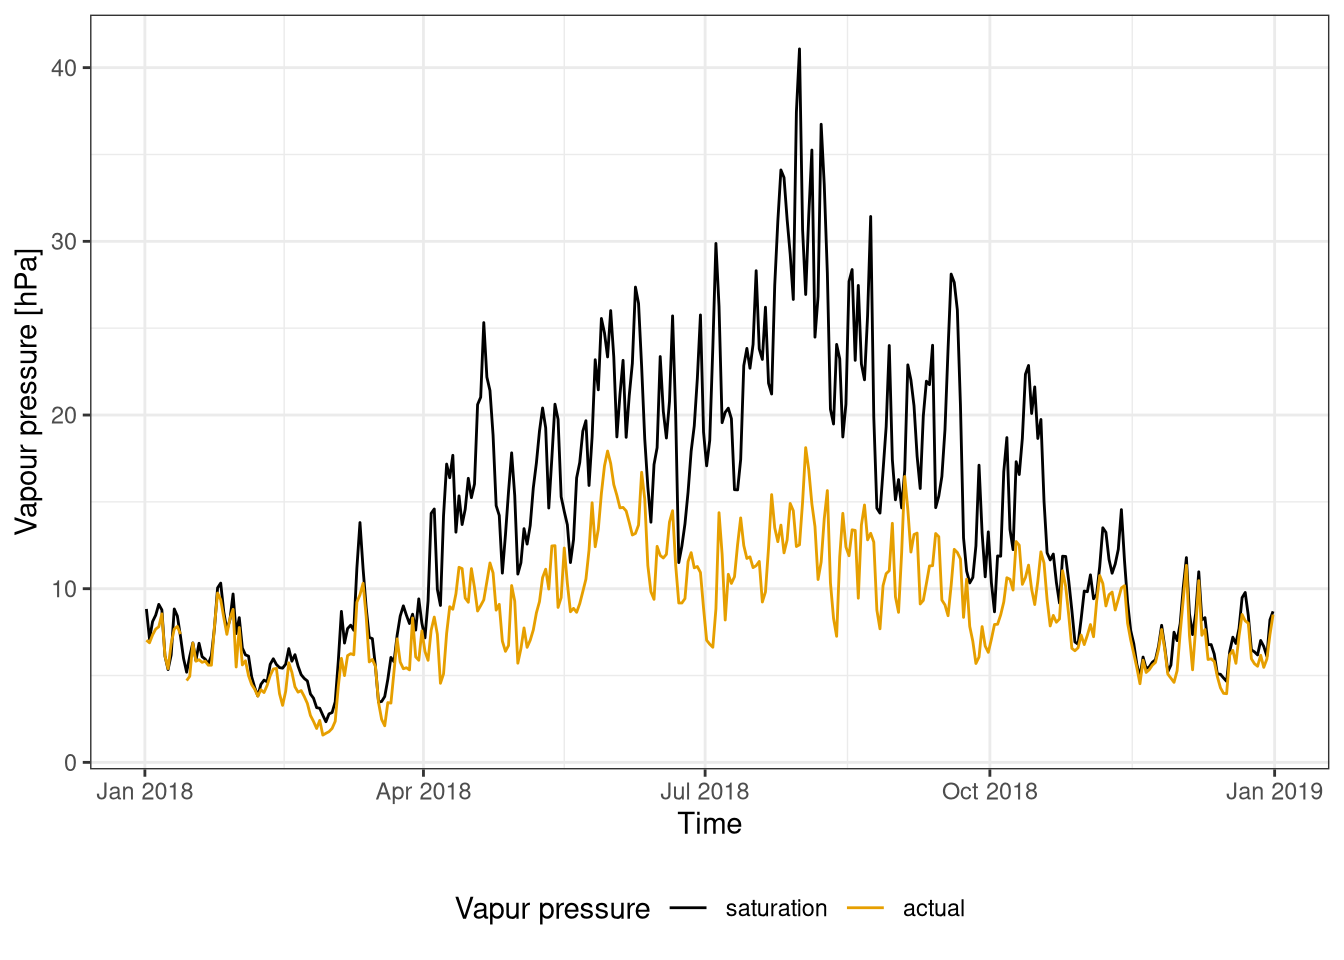 Vapour pressure [hPa]
40
30
20
10
0
Jan 2018 Apr 2018 Jul 2018 Oct 2018 Jan 2019
Time
Vapur pressure saturation actual